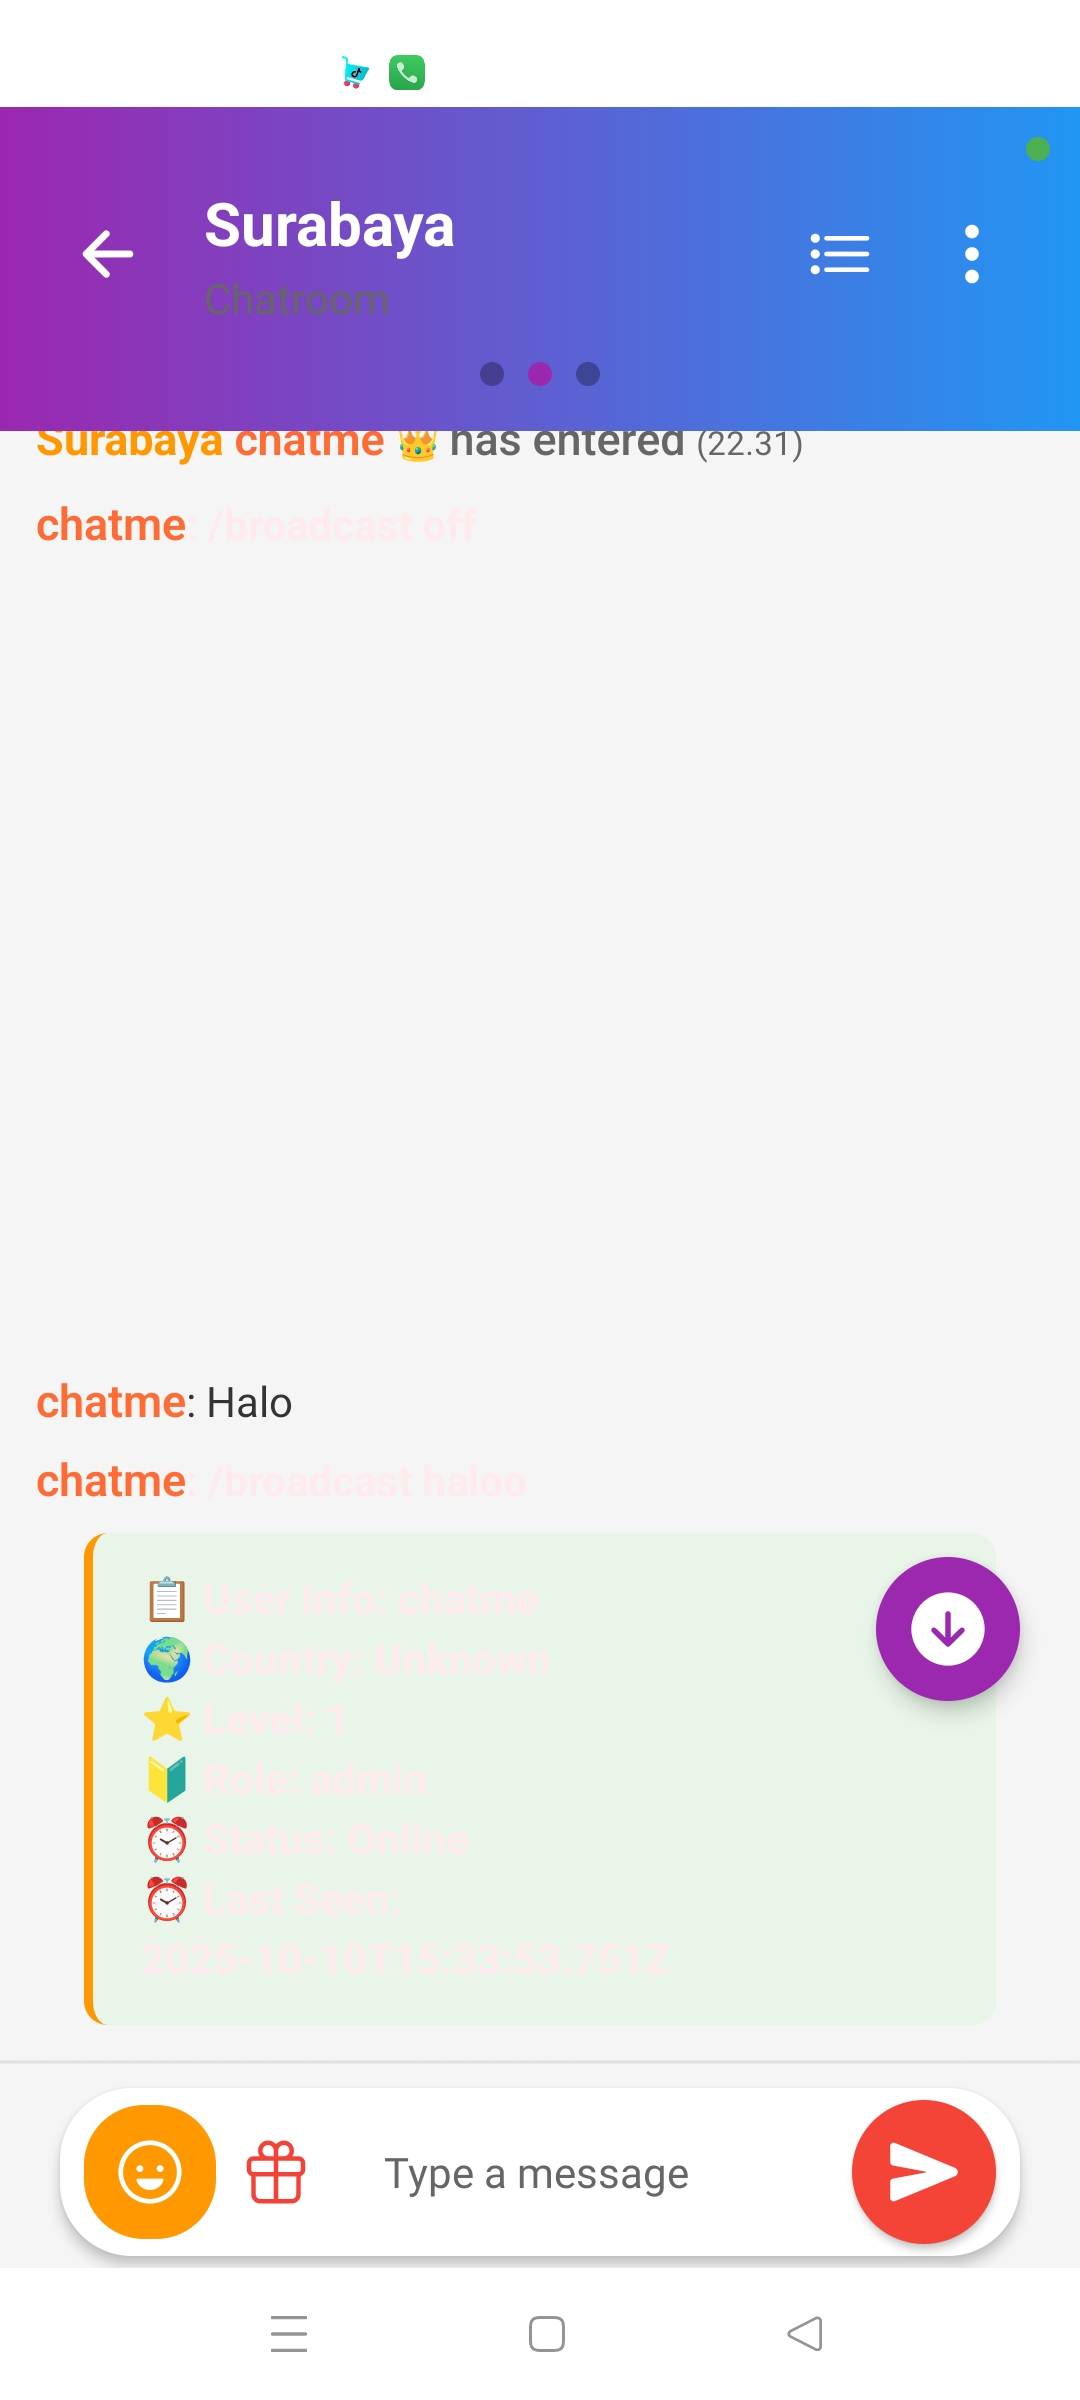 Surabaya
Chatroom
Surabaya chatme 👑 has entered (22.31)
chatme: /broadcast off
chatme: Halo
chatme: /broadcast haloo
📋 User Info: chatme
🌍 Country: Unknown
⭐ Level: 1
🔰 Role: admin
⏰ Status: Online
⏰ Last Seen:
2025-10-10T15:33:53.751Z
Type a message